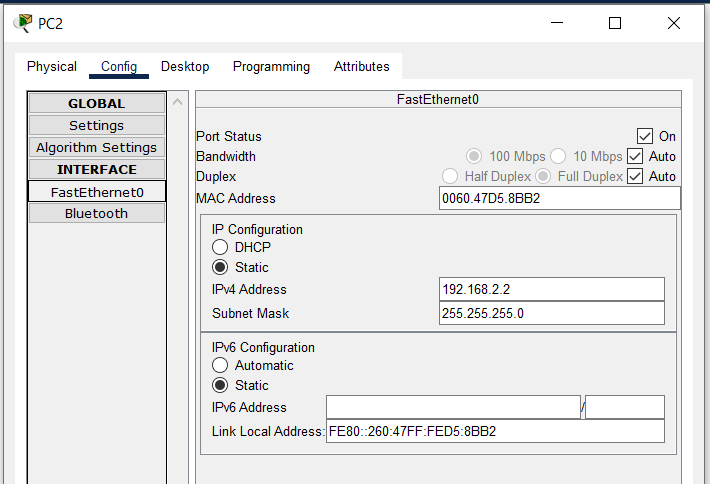 PC2
Physical Config Desktop Programming Attributes
GLOBAL
Settings
Algorithm Settings
INTERFACE
FastEthernet0
Bluetooth
FastEthernet0
Port Status On
Bandwidth 100 Mbps 10 Mbps Auto
Duplex Half Duplex Full Duplex Auto
MAC Address 0060.47D5.8BB2
IP Configuration
DHCP
Static
IPv4 Address 192.168.2.2
Subnet Mask 255.255.255.0
IPv6 Configuration
Automatic
Static
IPv6 Address /
Link Local Address: FE80::260:47FF:FED5:8BB2